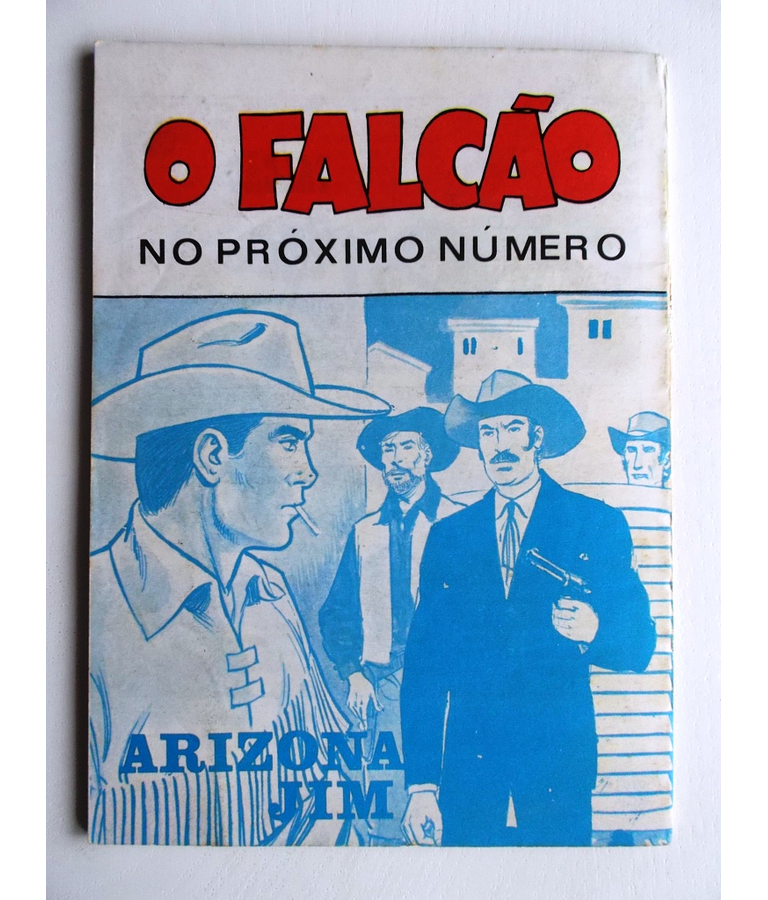 O FALCÃO
NO PRÓXIMO NÚMERO
ARIZONA
JIM